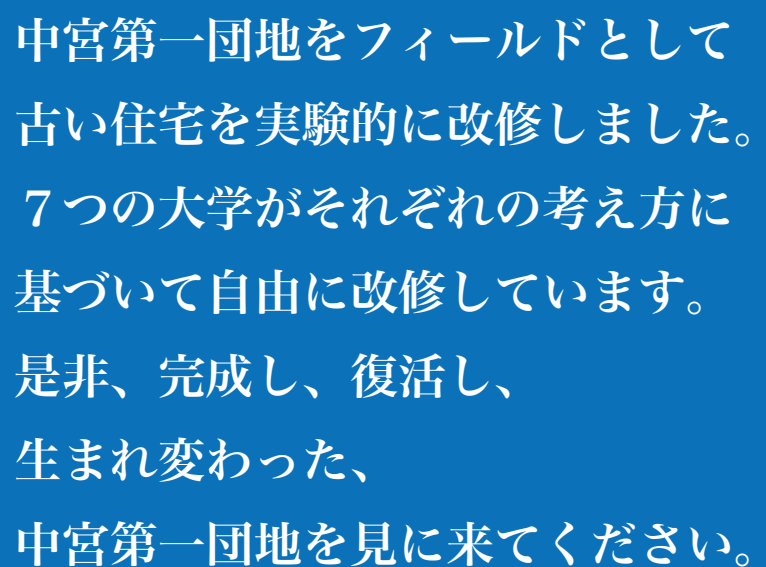 中宮第一団地をフィールドとして
古い住宅を実験的に改修しました。
７つの大学がそれぞれの考え方に
基づいて自由に改修しています。
是非、完成し、復活し、
生まれ変わった、
中宮第一団地を見に来てください。